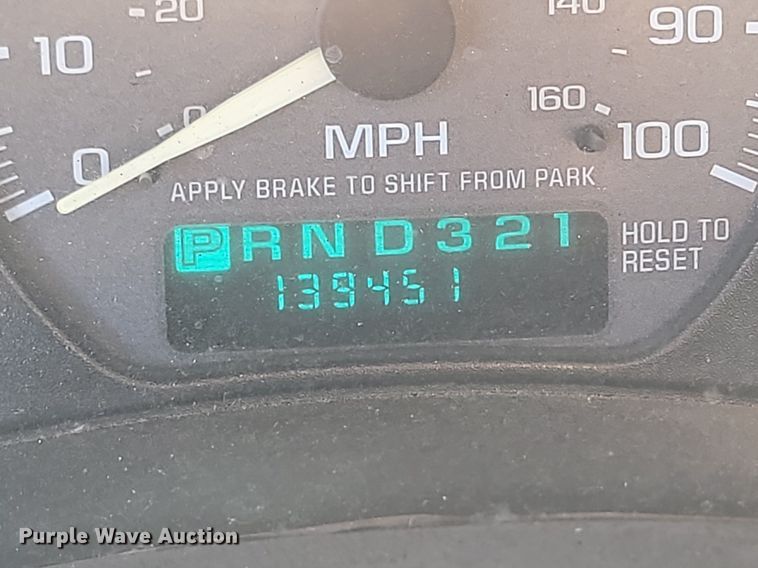 20
140
90
10
0
160
MPH
100
0
APPLY BRAKE TO SHIFT FROM PARK
P R N D 3 2 1
HOLD TO
RESET
139451
Purple Wave Auction